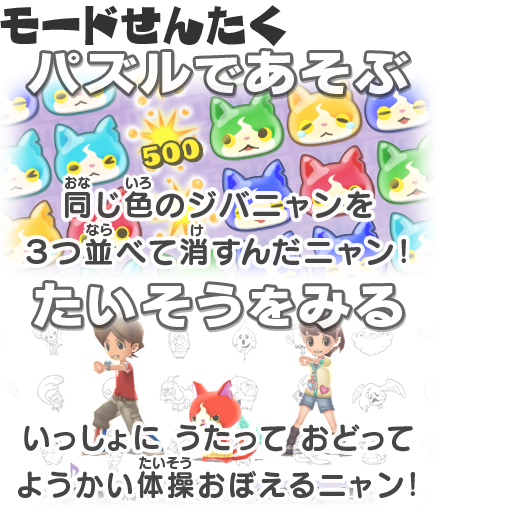 モードせんたく
パズルであそぶ
500
おな いろ
同じ色のジバニャンを
なら け
3つ並べて消すんだニャン!
たいそうをみる
いっしょに うたって おどって
たいそう
ようかい体操おぼえるニャン!